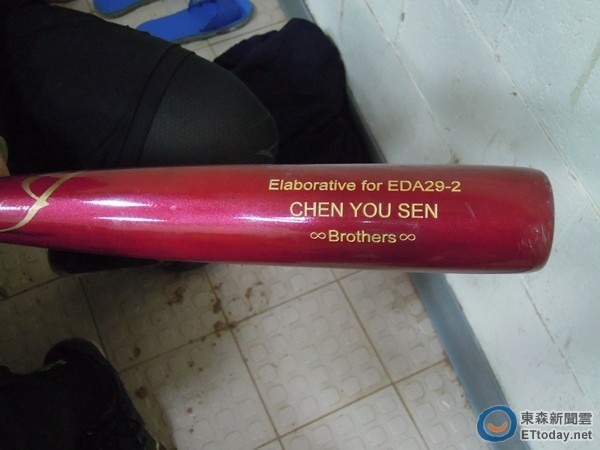 Elaborative for EDA29-2
CHEN YOU SEN
∞Brothers∞
東森新聞雲
ETtoday.net